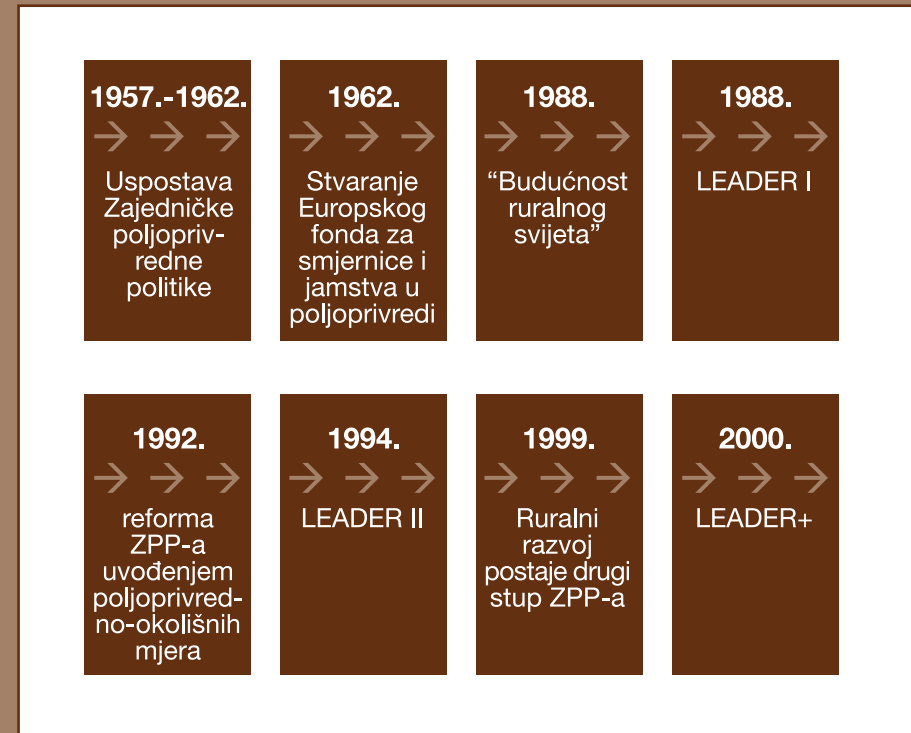 1957.-1962.
→ → →
Uspostava
Zajedničke
poljopriv-
redne
politike
1962.
→ → →
Stvaranje
Europskog
fonda za
smjernice i
jamstva u
poljoprivredi
1988.
→ → →
“Budućnost
ruralnog
svijeta”
1988.
→ → →
LEADER I
1992.
→ → →
reforma
ZPP-a
uvođenjem
poljoprivred-
no-okolišnih
mjera
1994.
→ → →
LEADER II
1999.
→ → →
Ruralni
razvoj
postaje drugi
stup ZPP-a
2000.
→ → →
LEADER+